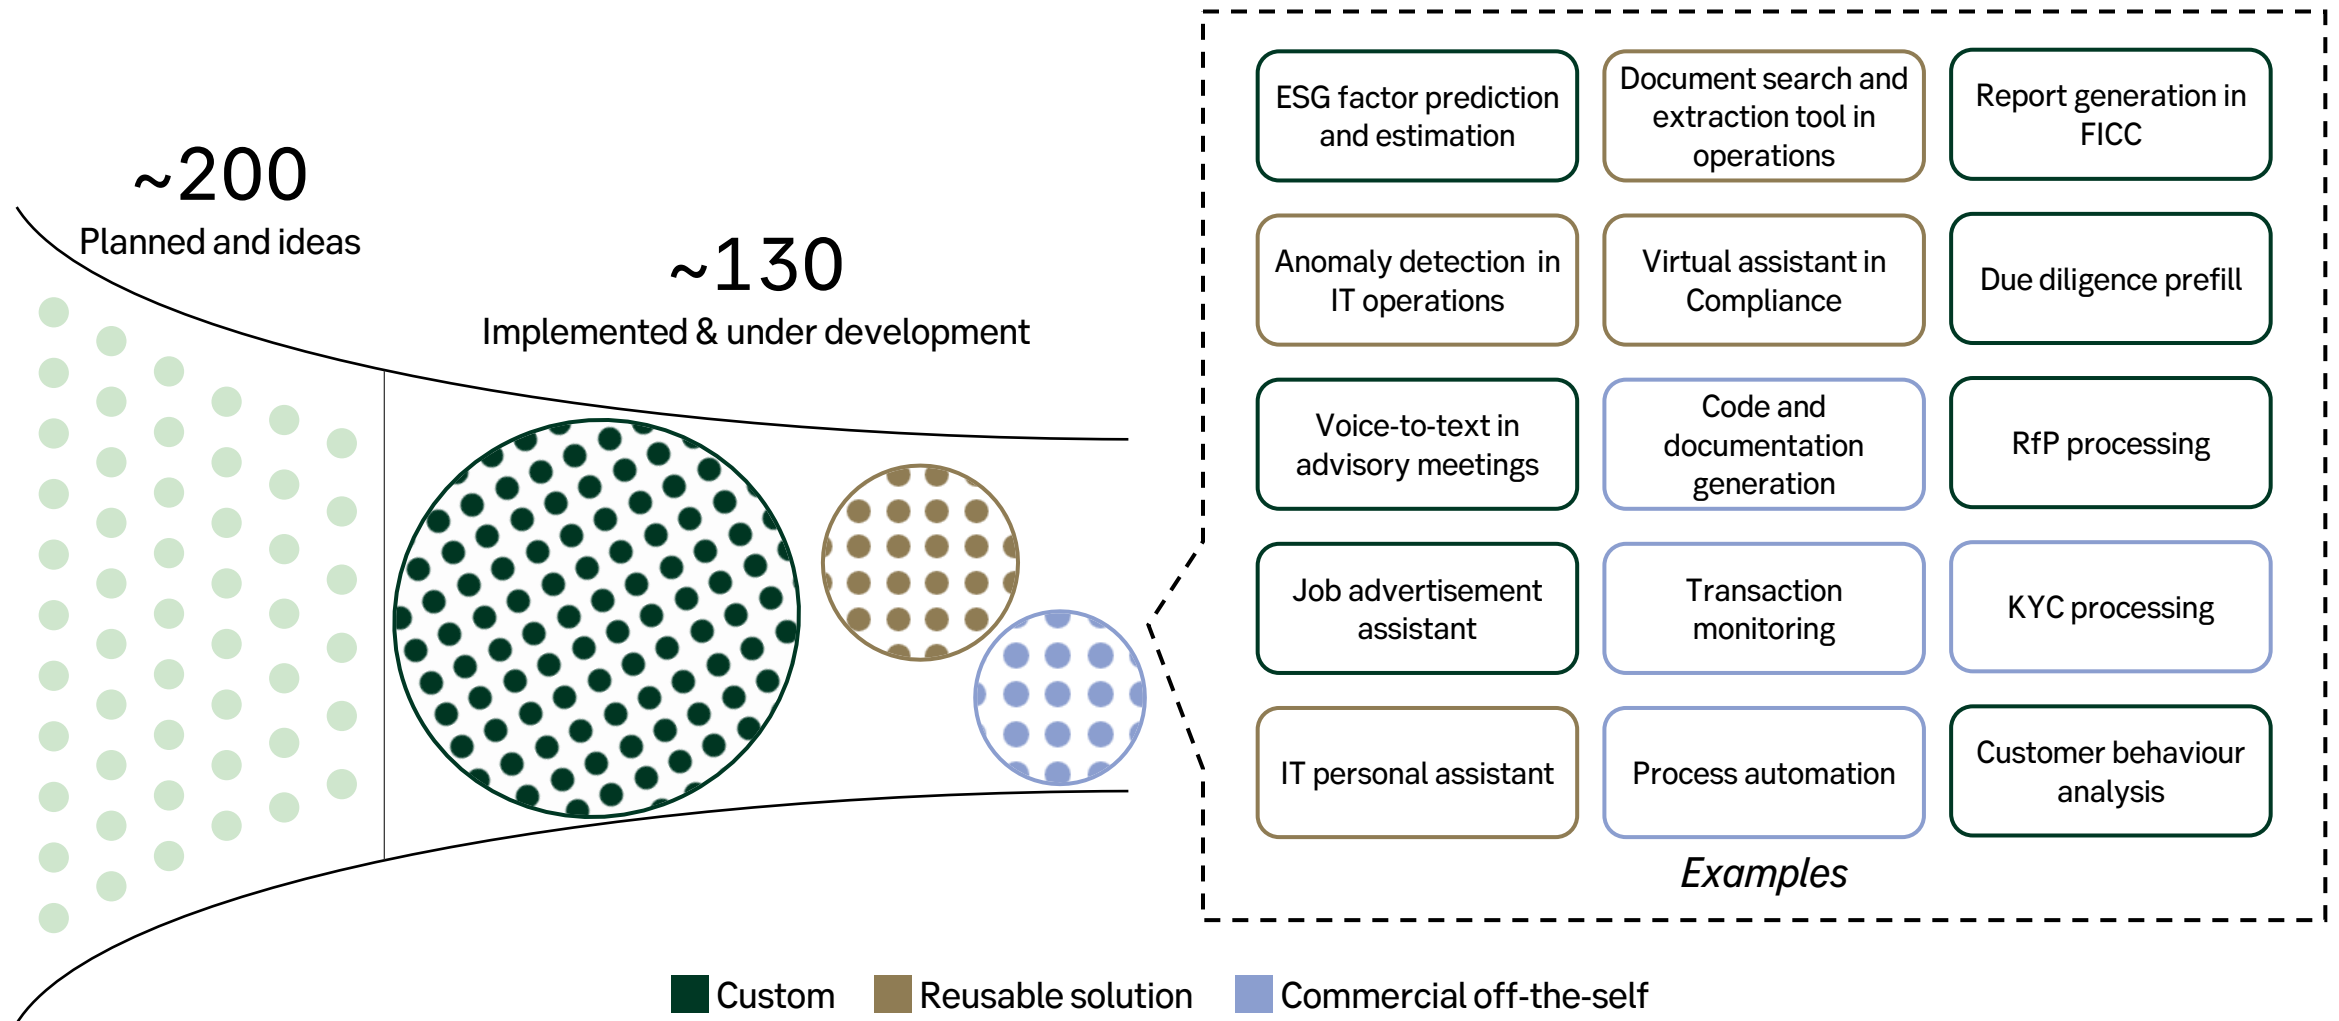 ~200
Planned and ideas
~130
Implemented & under development
ESG factor prediction
and estimation
Document search and
extraction tool in
operations
Report generation in
FICC
Anomaly detection in
IT operations
Virtual assistant in
Compliance
Due diligence prefill
Voice-to-text in
advisory meetings
Code and
documentation
generation
RfP processing
Job advertisement
assistant
Transaction
monitoring
KYC processing
IT personal assistant
Process automation
Customer behaviour
analysis
Examples
Custom
Reusable solution
Commercial off-the-self